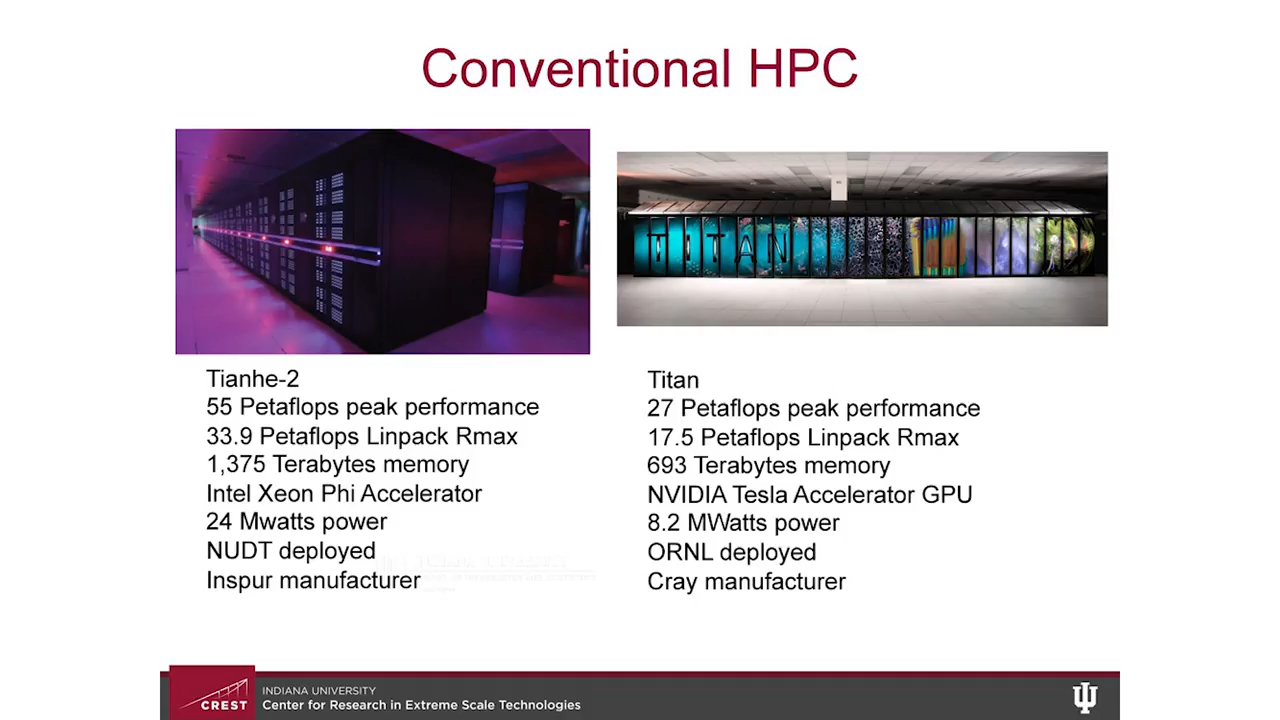 Conventional HPC
TITAN
Tianhe-2
55 Petaflops peak performance
33.9 Petaflops Linpack Rmax
1,375 Terabytes memory
Intel Xeon Phi Accelerator
24 Mwatts power
NUDT deployed
Inspur manufacturer
Titan
27 Petaflops peak performance
17.5 Petaflops Linpack Rmax
693 Terabytes memory
NVIDIA Tesla Accelerator GPU
8.2 MWatts power
ORNL deployed
Cray manufacturer
CREST
INDIANA UNIVERSITY
Center for Research in Extreme Scale Technologies